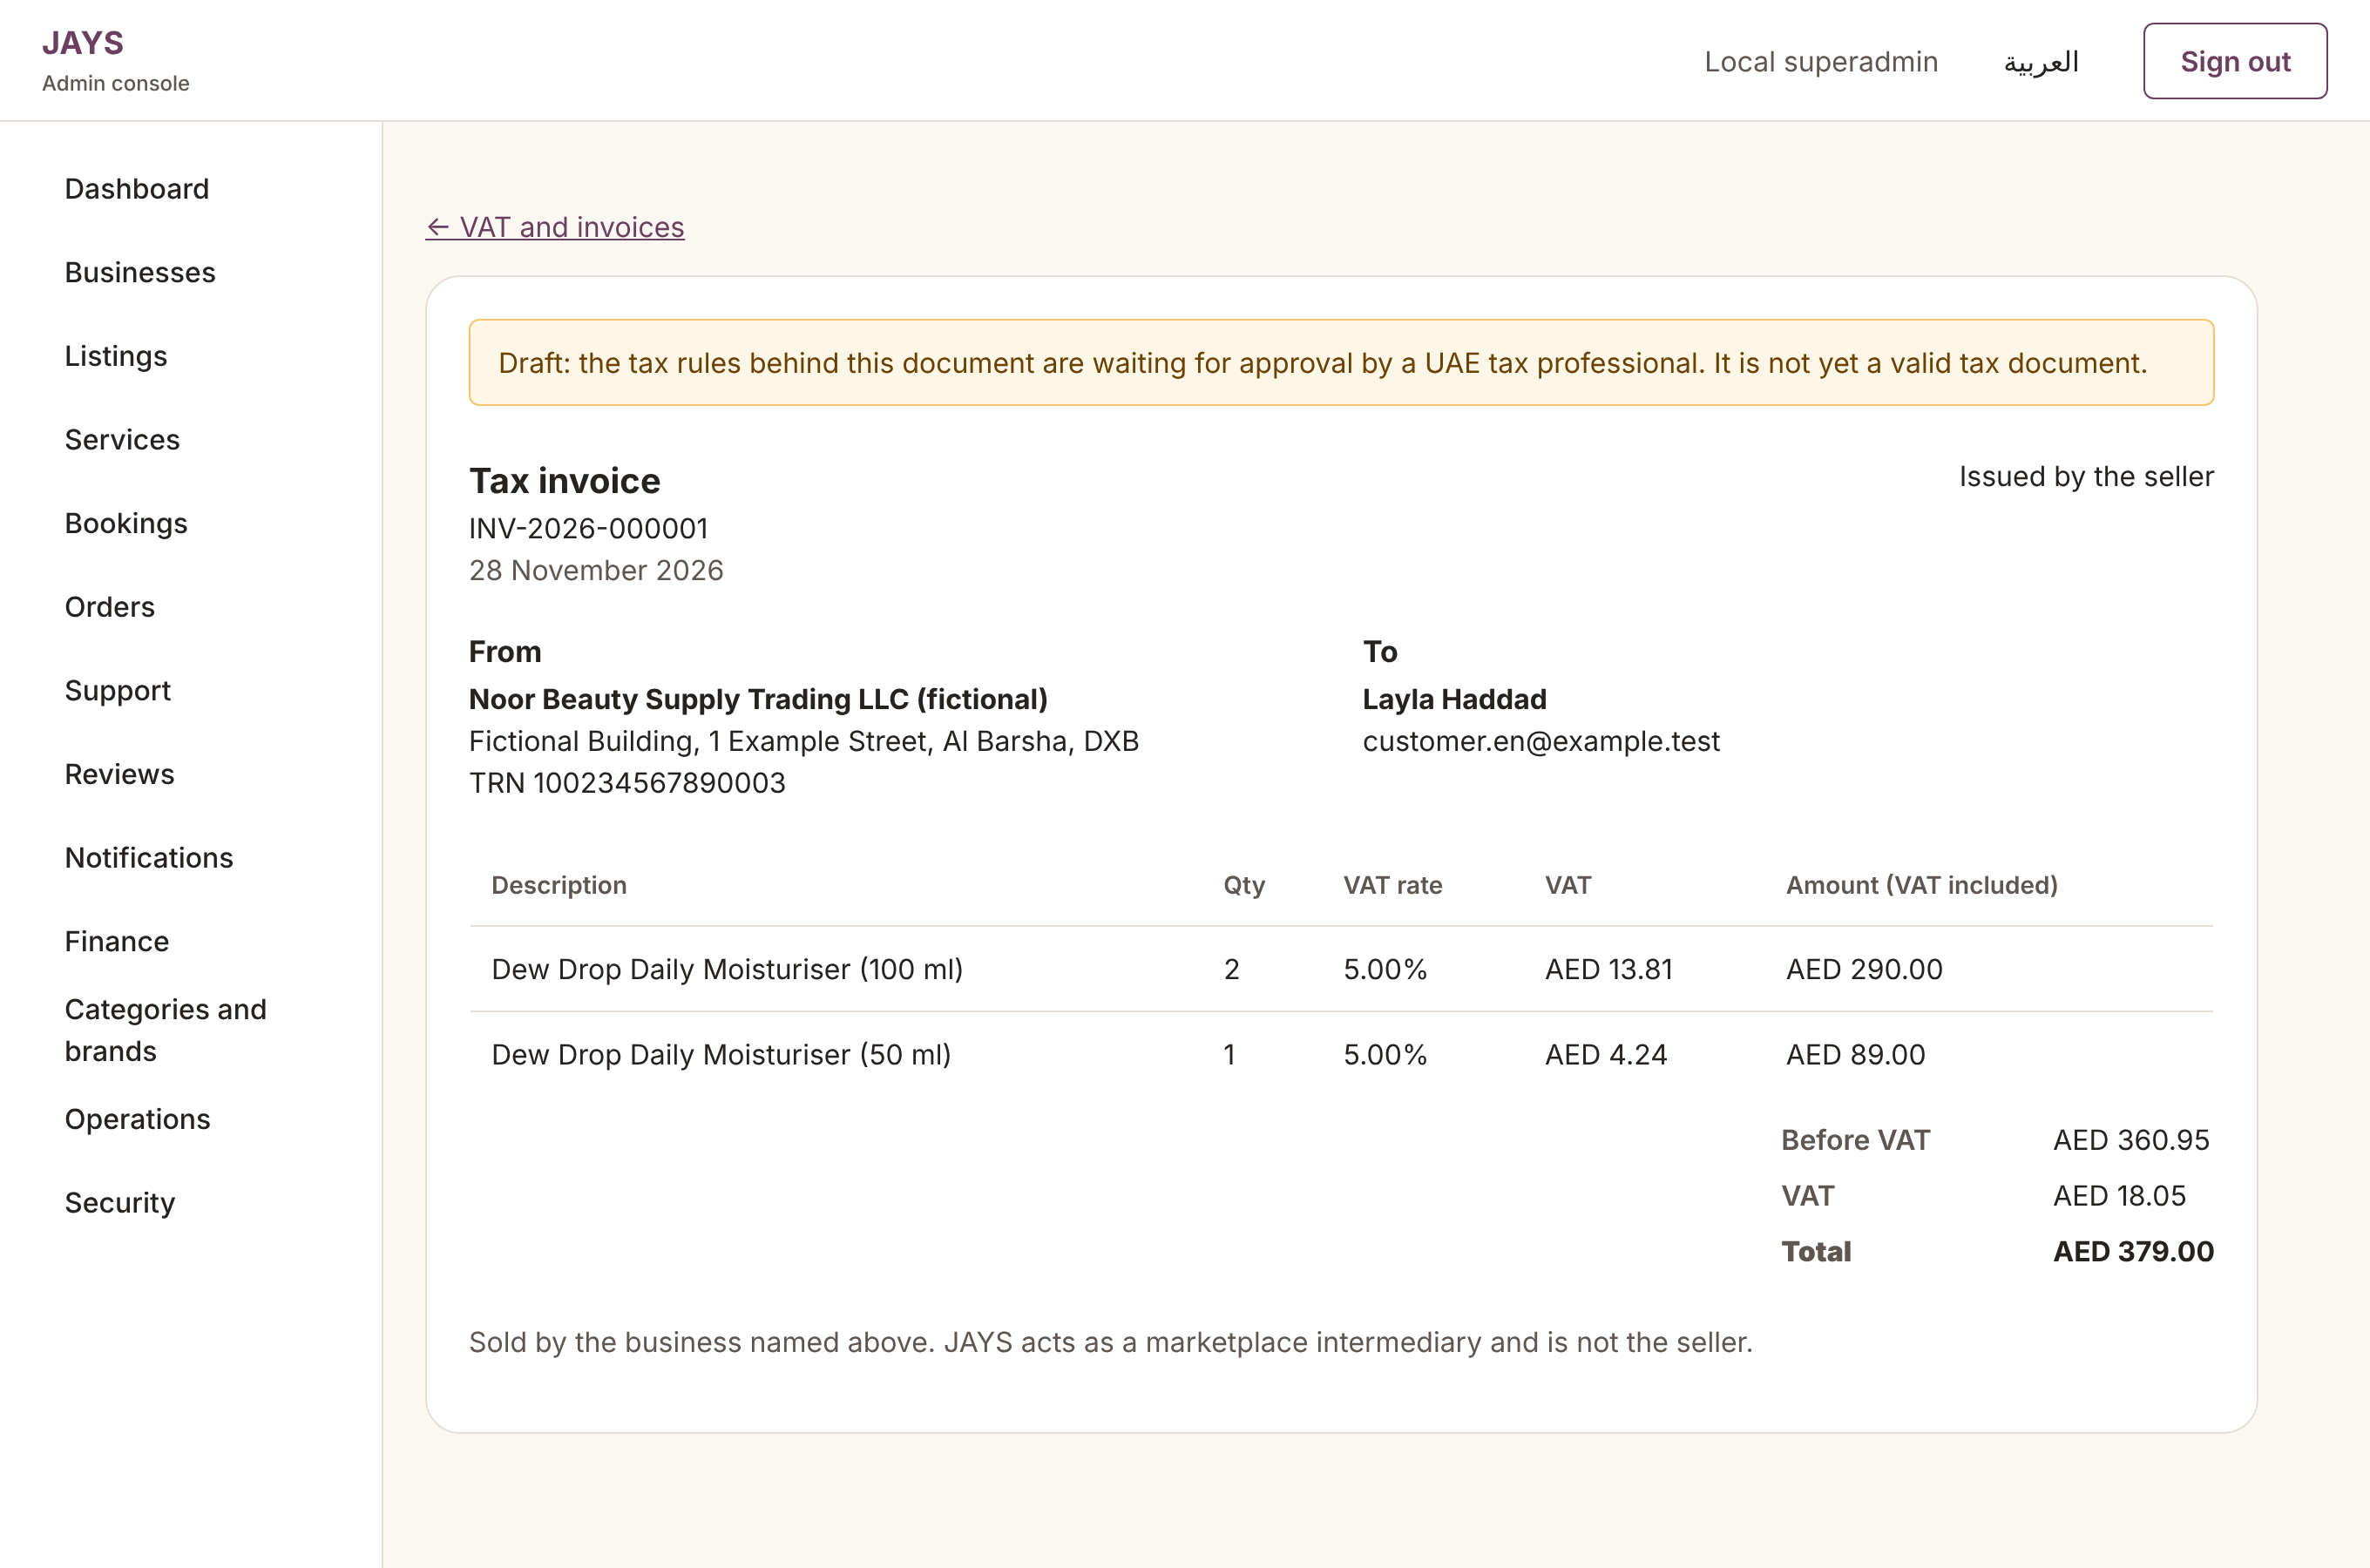 JAYS
Admin console
Local superadmin
العربية
Sign out
Dashboard
Businesses
Listings
Services
Bookings
Orders
Support
Reviews
Notifications
Finance
Categories and
brands
Operations
Security
← VAT and invoices
Draft: the tax rules behind this document are waiting for approval by a UAE tax professional. It is not yet a valid tax document.
Tax invoice
Issued by the seller
INV-2026-000001
28 November 2026
From
Noor Beauty Supply Trading LLC (fictional)
Fictional Building, 1 Example Street, Al Barsha, DXB
TRN 100234567890003
To
Layla Haddad
customer.en@example.test
Description Qty VAT rate VAT Amount (VAT included)
Dew Drop Daily Moisturiser (100 ml) 2 5.00% AED 13.81 AED 290.00
Dew Drop Daily Moisturiser (50 ml) 1 5.00% AED 4.24 AED 89.00
Before VAT AED 360.95
VAT AED 18.05
Total AED 379.00
Sold by the business named above. JAYS acts as a marketplace intermediary and is not the seller.